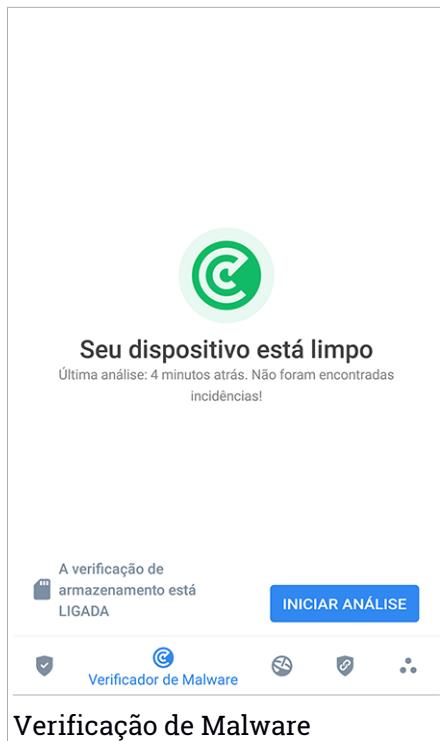 Seu dispositivo está limpo
Última análise: 4 minutos atrás. Não foram encontradas
incidências!
A verificação de
armazenamento está
LIGADA
INICIAR ANÁLISE
Verificador de Malware
Verificação de Malware